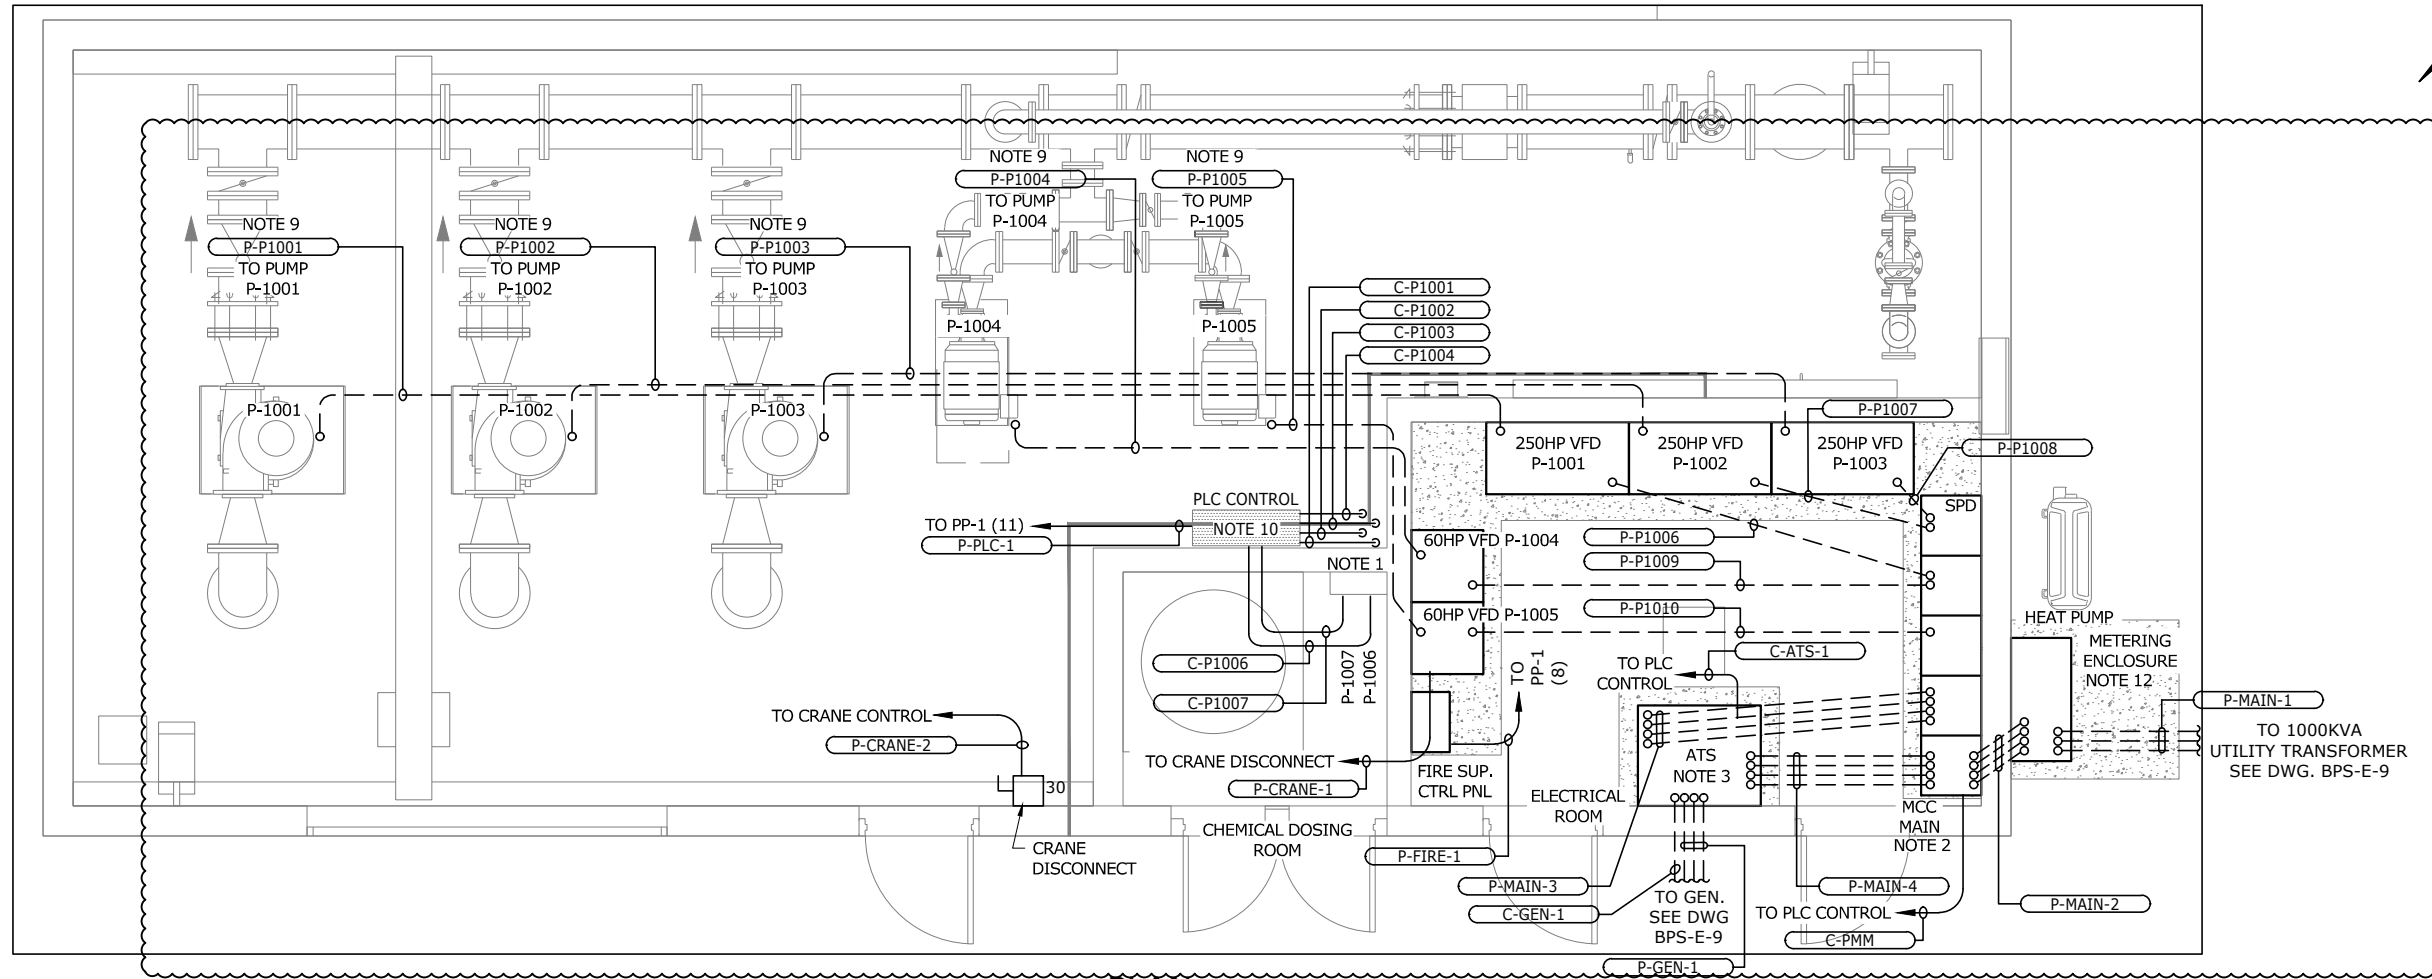 NOTE 9
P-P1004
TO PUMP
P-1004
NOTE 9
P-P1005
TO PUMP
P-1005
NOTE 9
P-P1001
TO PUMP
P-1001
NOTE 9
P-P1002
TO PUMP
P-1002
NOTE 9
P-P1003
TO PUMP
P-1003
C-P1001
C-P1002
C-P1003
C-P1004
P-1004
P-1005
P-1001
P-1002
P-1003
P-P1007
P-P1008
250HP VFD
P-1001
250HP VFD
P-1002
250HP VFD
P-1003
SPD
PLC CONTROL
NOTE 10
TO PP-1 (11)
P-PLC-1
NOTE 1
60HP VFD P-1004
60HP VFD P-1005
P-P1006
P-P1009
P-P1010
C-ATS-1
TO PLC
CONTROL
HEAT PUMP
METERING
ENCLOSURE
NOTE 12
P-MAIN-1
TO 1000KVA
UTILITY TRANSFORMER
SEE DWG. BPS-E-9
C-P1006
C-P1007
P-1007
P-1006
TO
PP-1
(8)
TO CRANE CONTROL
P-CRANE-2
30
CRANE
DISCONNECT
TO CRANE DISCONNECT
P-CRANE-1
FIRE SUP.
CTRL PNL
ATS
NOTE 3
ELECTRICAL
ROOM
CHEMICAL DOSING
ROOM
MCC
MAIN
NOTE 2
P-FIRE-1
P-MAIN-3
C-GEN-1
TO GEN.
SEE DWG
BPS-E-9
P-GEN-1
P-MAIN-4
P-MAIN-2
TO PLC CONTROL
C-PMM